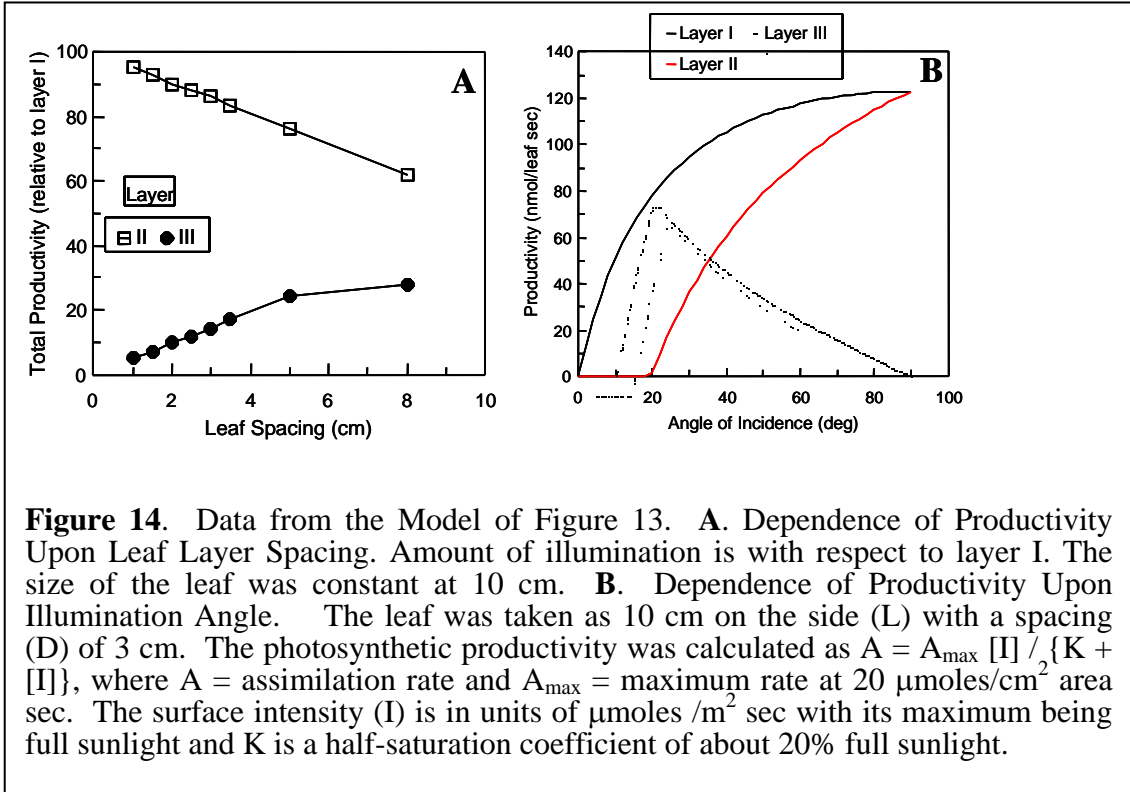 A
Total Productivity (relative to layer I)
100
80
60
40
20
0
Layer
II III
0 2 4 6 8 10
Leaf Spacing (cm)
Layer I Layer III
Layer II
B
Productivity (nmol/leaf sec)
140
120
100
80
60
40
20
0
0 20 40 60 80 100
Angle of Incidence (deg)
Figure 14. Data from the Model of Figure 13. A. Dependence of Productivity
Upon Leaf Layer Spacing. Amount of illumination is with respect to layer I. The
size of the leaf was constant at 10 cm. B. Dependence of Productivity Upon
Illumination Angle. The leaf was taken as 10 cm on the side (L) with a spacing
(D) of 3 cm. The photosynthetic productivity was calculated as A = Amax [I] / {K +
[I]}, where A = assimilation rate and Amax = maximum rate at 20 μmoles/cm² area
sec. The surface intensity (I) is in units of μmoles /m² sec with its maximum being
full sunlight and K is a half-saturation coefficient of about 20% full sunlight.